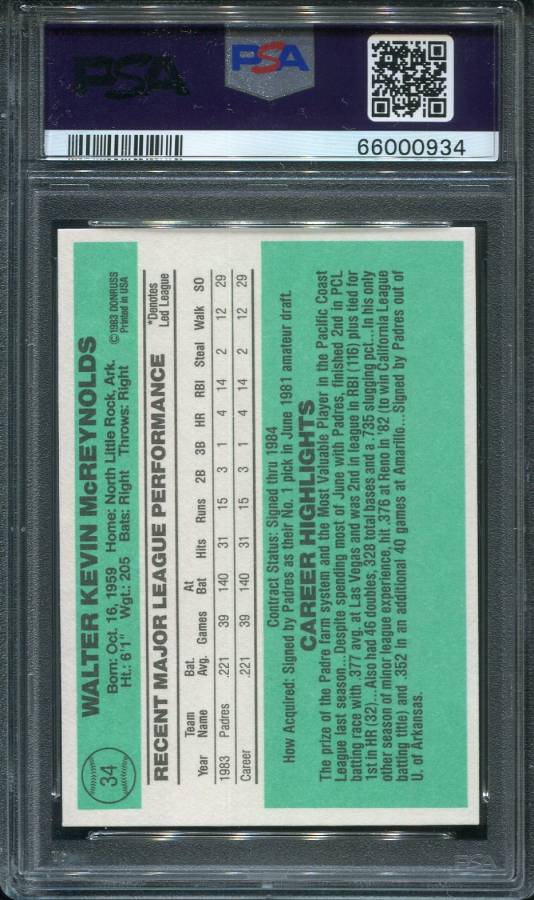 PSA
PSA
66000934
34
WALTER KEVIN McREYNOLDS
Born: Oct. 16, 1959 Home: North Little Rock, Ark.
Ht.: 6'1" Wgt.: 205 Bats: Right Throws: Right
©1983 DONRUSS
Printed in USA
RECENT MAJOR LEAGUE PERFORMANCE
*Denotes
Led League
Year Team Name Bat. Avg. Games At Bat Hits Runs 2B 3B HR RBI Steal Walk SO
1983 Padres .221 39 140 31 15 3 1 4 14 2 12 29
Career .221 39 140 31 15 3 1 4 14 2 12 29
Contract Status: Signed thru 1984
How Acquired: Signed by Padres as their No. 1 pick in June 1981 amateur draft.
CAREER HIGHLIGHTS
The prize of the Padre farm system and the Most Valuable Player in the Pacific Coast
League last season...Despite spending most of June with Padres, finished 2nd in PCL
batting race with .377 avg. at Las Vegas and was 2nd in league in RBI (116) plus tied for
1st in HR (32)...Also had 46 doubles, 328 total bases and a .735 slugging pct...In his only
other season of minor league experience, hit .376 at Reno in '82 (to win California League
batting title) and .352 in an additional 40 games at Amarillo...Signed by Padres out of
U. of Arkansas.
PSA